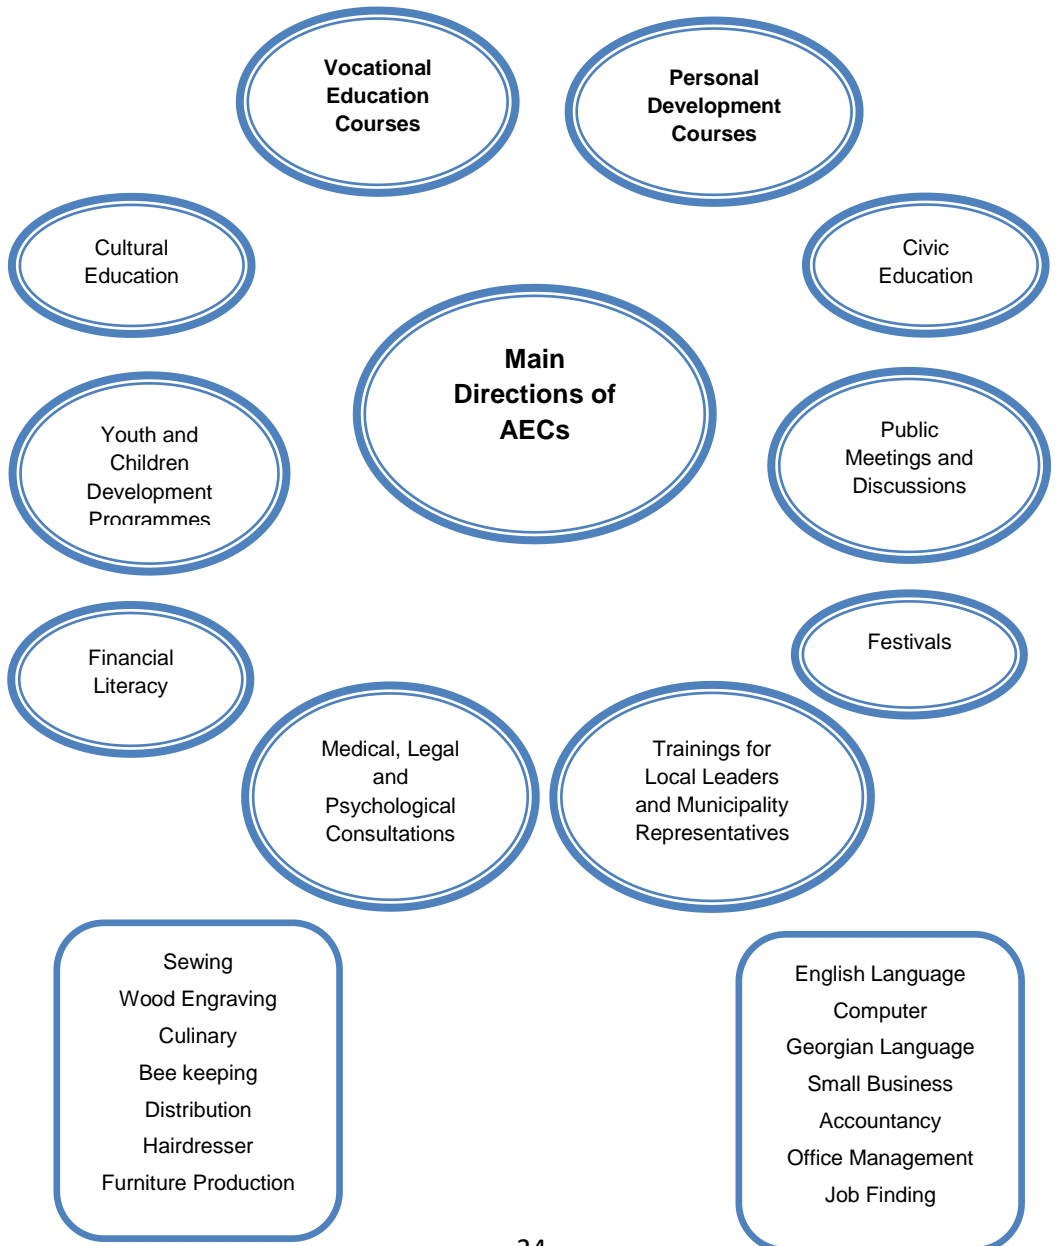 Vocational
Education
Courses
Personal
Development
Courses
Cultural
Education
Civic
Education
Main
Directions of
AECs
Youth and
Children
Development
Programmes
Public
Meetings and
Discussions
Financial
Literacy
Festivals
Medical, Legal
and
Psychological
Consultations
Trainings for
Local Leaders
and Municipality
Representatives
Sewing
Wood Engraving
Culinary
Bee keeping
Distribution
Hairdresser
Furniture Production
English Language
Computer
Georgian Language
Small Business
Accountancy
Office Management
Job Finding